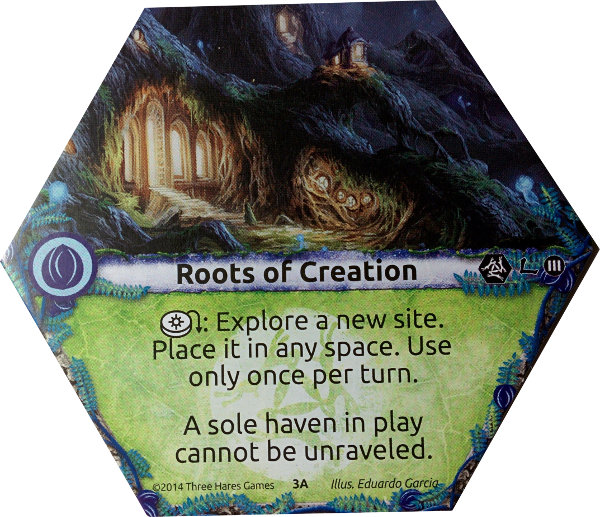 Roots of Creation
III
: Explore a new site.
Place it in any space. Use
only once per turn.
A sole haven in play
cannot be unraveled.
©2014 Three Hares Games 3A Illus. Eduardo Garcia